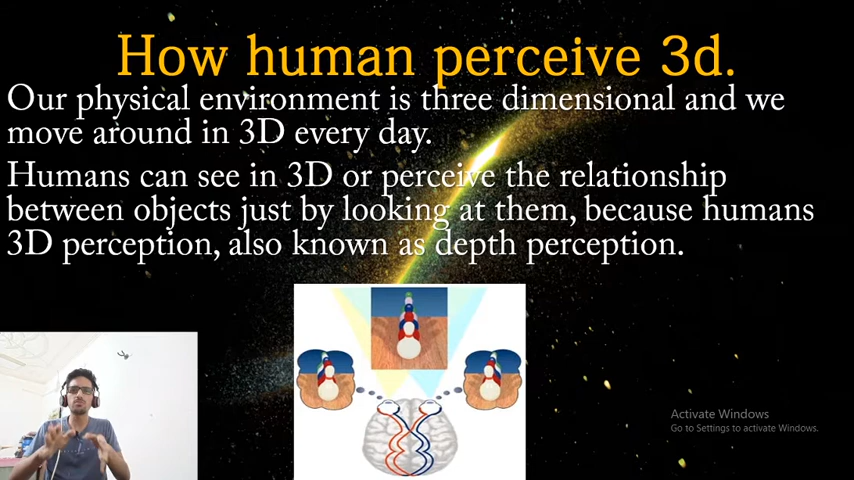 How human perceive 3d.
Our physical environment is three dimensional and we
move around in 3D every day.
Humans can see in 3D or perceive the relationship
between objects just by looking at them, because humans
3D perception, also known as depth perception.
Activate Windows
Go to Settings to activate Windows.